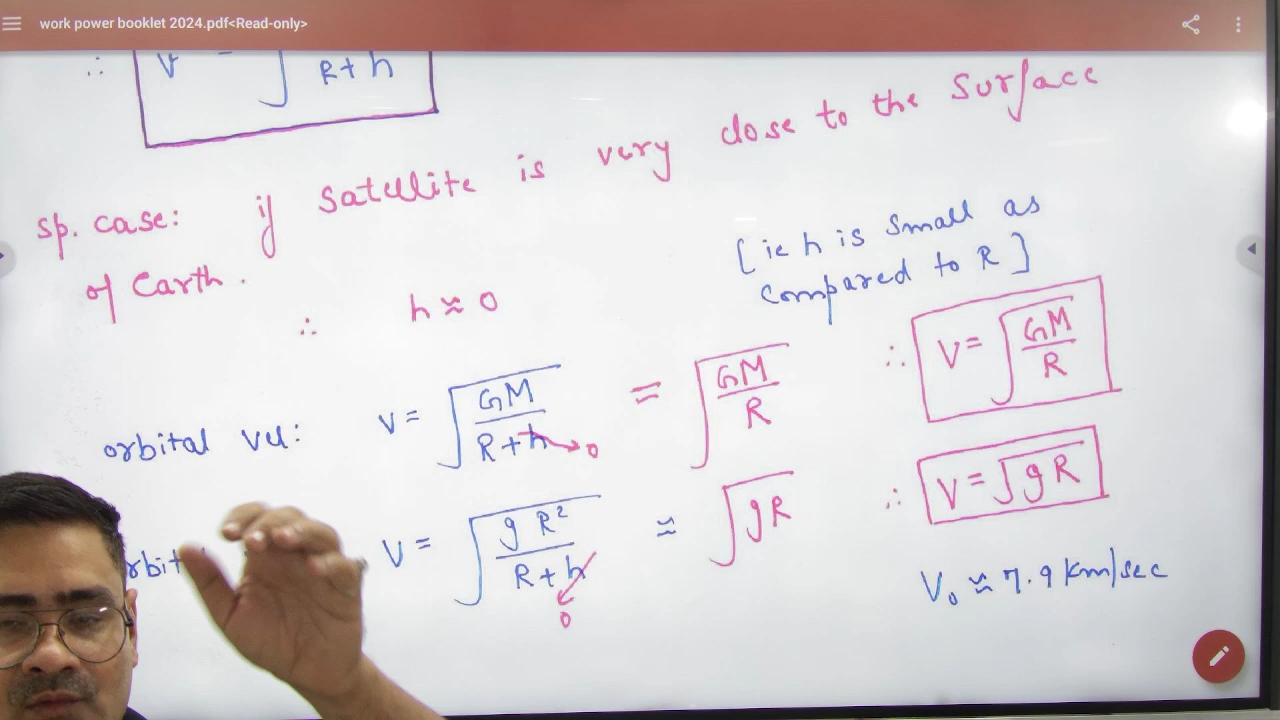 work power booklet 2024.pdf<Read-only>
∴ V = √ R+h
sp. case: if satellite is very close to the surface
of Earth.
[ie h is small as
compared to R]
∴ h ≈ 0
orbital vel: V = √(GM/(R+h)) → 0 = √(GM/R) ∴ V = √(GM/R)
V = √(gR²/(R+h)) → 0 ≈ √gR ∴ V = √gR
V₀ ≈ 7.9 km/sec